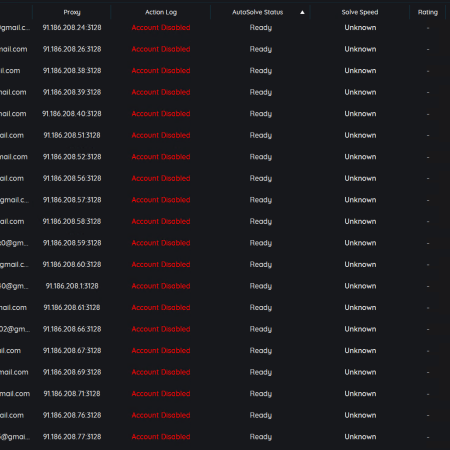 Proxy Action Log AutoSolve Status ▲ Solve Speed Rating
@gmail.c... 91.186.208.24:3128 Account Disabled Ready Unknown -
mail.com 91.186.208.26:3128 Account Disabled Ready Unknown -
il.com 91.186.208.38:3128 Account Disabled Ready Unknown -
mail.com 91.186.208.39:3128 Account Disabled Ready Unknown -
mail.com 91.186.208.40:3128 Account Disabled Ready Unknown -
ail.com 91.186.208.51:3128 Account Disabled Ready Unknown -
mail.com 91.186.208.52:3128 Account Disabled Ready Unknown -
ail.com 91.186.208.56:3128 Account Disabled Ready Unknown -
gmail.c... 91.186.208.57:3128 Account Disabled Ready Unknown -
ail.com 91.186.208.58:3128 Account Disabled Ready Unknown -
0@gm... 91.186.208.59:3128 Account Disabled Ready Unknown -
gmail.c... 91.186.208.60:3128 Account Disabled Ready Unknown -
0@gm... 91.186.208.1:3128 Account Disabled Ready Unknown -
mail.com 91.186.208.61:3128 Account Disabled Ready Unknown -
02@gm... 91.186.208.66:3128 Account Disabled Ready Unknown -
il.com 91.186.208.67:3128 Account Disabled Ready Unknown -
gmail.com 91.186.208.69:3128 Account Disabled Ready Unknown -
mail.com 91.186.208.71:3128 Account Disabled Ready Unknown -
ail.com 91.186.208.76:3128 Account Disabled Ready Unknown -
@gmai... 91.186.208.77:3128 Account Disabled Ready Unknown -